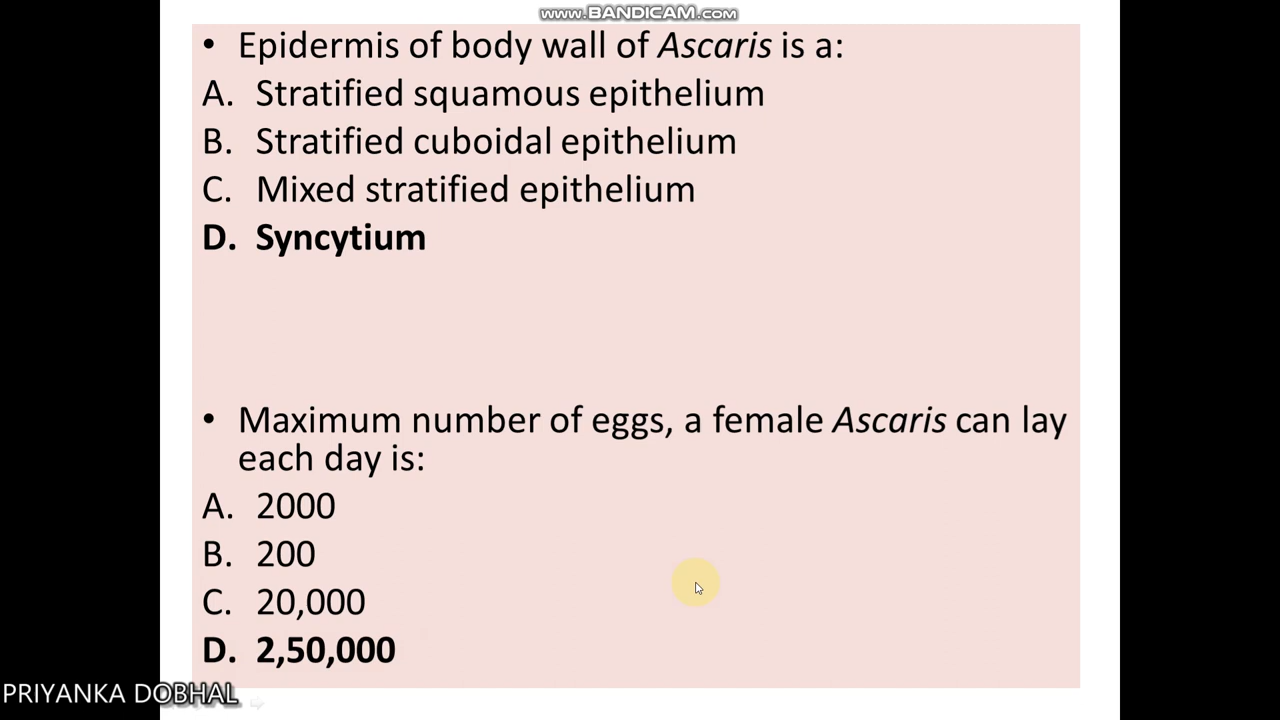 www.BANDICAM.com
• Epidermis of body wall of Ascaris is a:
A. Stratified squamous epithelium
B. Stratified cuboidal epithelium
C. Mixed stratified epithelium
D. Syncytium
• Maximum number of eggs, a female Ascaris can lay
each day is:
A. 2000
B. 200
C. 20,000
D. 2,50,000
PRIYANKA DOBHAL